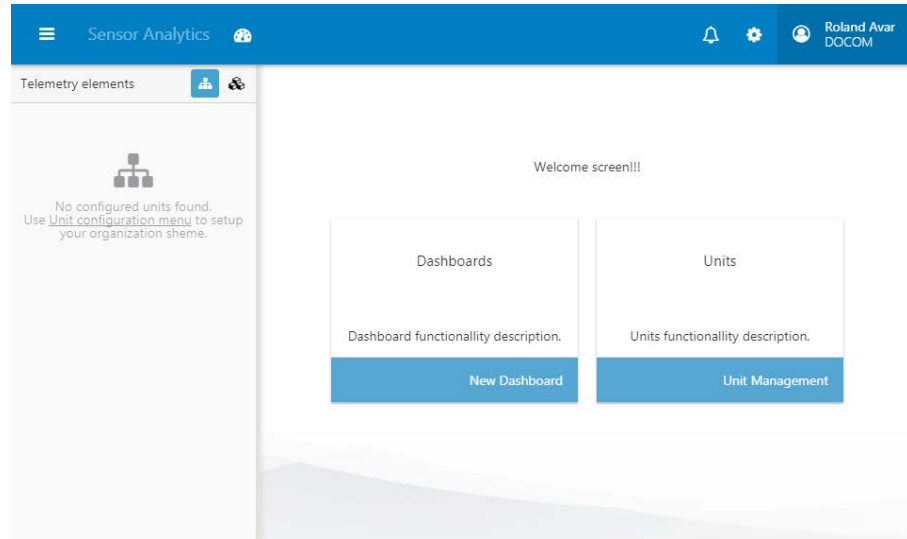 Sensor Analytics
Roland Avar
DOCOM
Telemetry elements
No configured units found.
Use Unit configuration menu to setup
your organization sheme.
Welcome screen!!!
Dashboards
Dashboard functionallity description.
New Dashboard
Units
Units functionallity description.
Unit Management